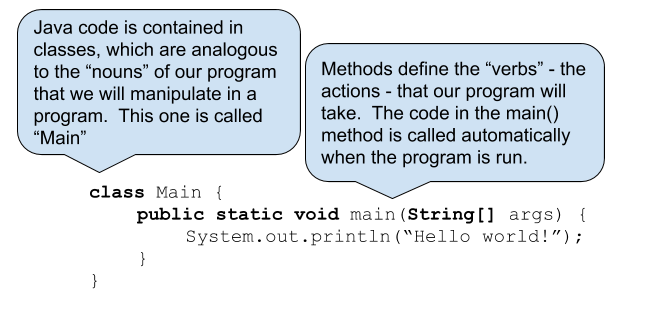 Java code is contained in
classes, which are analogous
to the “nouns” of our program
that we will manipulate in a
program.  This one is called
“Main”
Methods define the “verbs” - the
actions - that our program will
take.  The code in the main()
method is called automatically
when the program is run.
class Main {
    public static void main(String[] args) {
        System.out.println(“Hello world!”);
    }
}